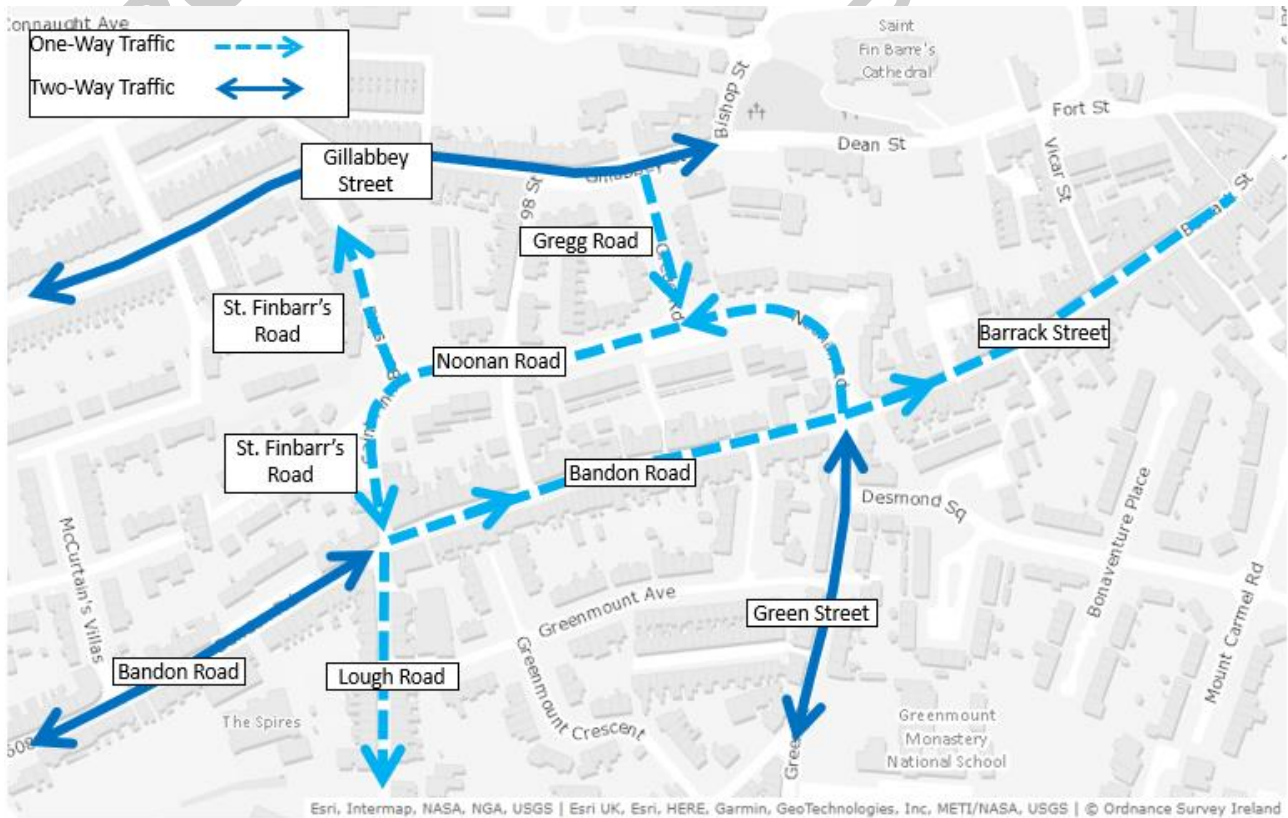 Connaught Ave
One-Way Traffic
Two-Way Traffic
Saint
Fin Barre's
Cathedral
Bishop St
Fort St
Dean St
Vicar St
Gillabbey
Street
98 St
Gregg Road
St. Finbarr's
Road
Noonan Road
Barrack Street
St. Finbarr's
Road
Bandon Road
Desmond Sq
McCurtain's Villas
Bonaventure Place
Greenmount Ave
Green Street
Mount Carmel Rd
Bandon Road
Lough Road
Greenmount Crescent
The Spires
Greenmount
Monastery
National School
Esri, Intermap, NASA, NGA, USGS | Esri UK, Esri, HERE, Garmin, GeoTechnologies, Inc, METI/NASA, USGS | © Ordnance Survey Ireland